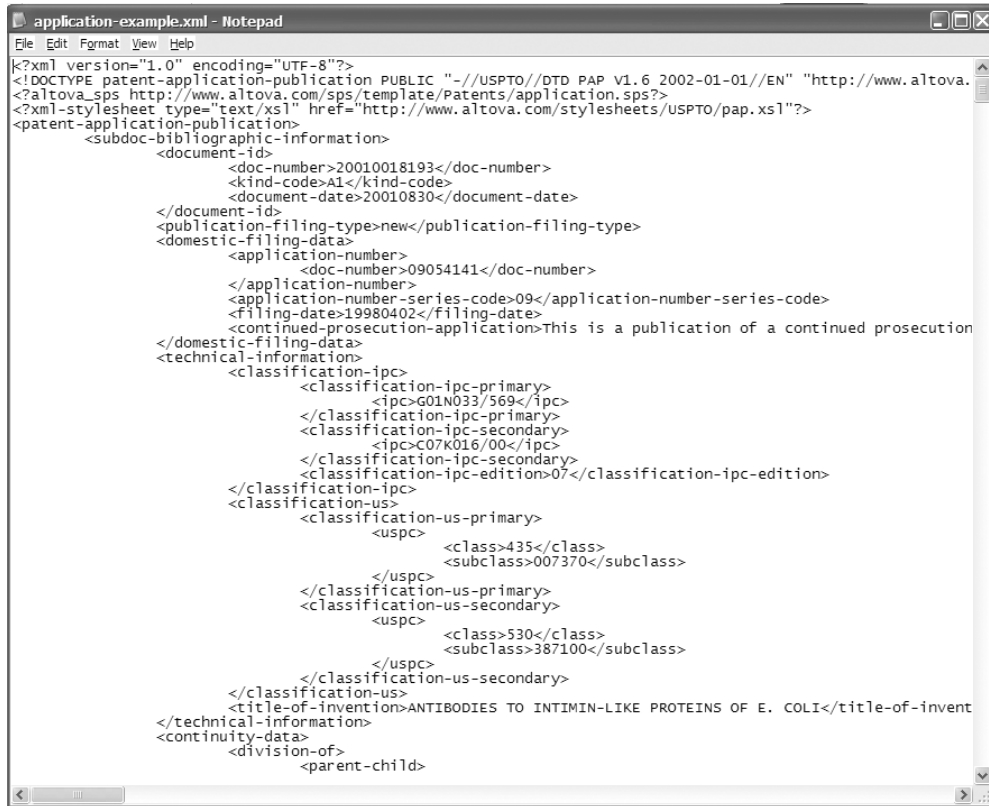 application-example.xml - Notepad
File Edit Format View Help
<?xml version="1.0" encoding="UTF-8"?>
<!DOCTYPE patent-application-publication PUBLIC "-//USPTO//DTD PAP V1.6 2002-01-01//EN" "http://www.altova.
<?altova_sps http://www.altova.com/sps/template/Patents/application.sps?>
<?xml-stylesheet type="text/xsl" href="http://www.altova.com/stylesheets/USPTO/pap.xsl"?>
<patent-application-publication>
<subdoc-bibliographic-information>
<document-id>
<doc-number>20010018193</doc-number>
<kind-code>A1</kind-code>
<document-date>20010830</document-date>
</document-id>
<publication-filing-type>new</publication-filing-type>
<domestic-filing-data>
<application-number>
<doc-number>09054141</doc-number>
</application-number>
<application-number-series-code>09</application-number-series-code>
<filing-date>19980402</filing-date>
<continued-prosecution-application>This is a publication of a continued prosecution
</domestic-filing-data>
<technical-information>
<classification-ipc>
<classification-ipc-primary>
<ipc>G01N033/569</ipc>
</classification-ipc-primary>
<classification-ipc-secondary>
<ipc>C07K016/00</ipc>
</classification-ipc-secondary>
<classification-ipc-edition>07</classification-ipc-edition>
</classification-ipc>
<classification-us>
<classification-us-primary>
<uspc>
<class>435</class>
<subclass>007370</subclass>
</uspc>
</classification-us-primary>
<classification-us-secondary>
<uspc>
<class>530</class>
<subclass>387100</subclass>
</uspc>
</classification-us-secondary>
</classification-us>
<title-of-invention>ANTIBODIES TO INTIMIN-LIKE PROTEINS OF E. COLI</title-of-invent
</technical-information>
<continuity-data>
<division-of>
<parent-child>